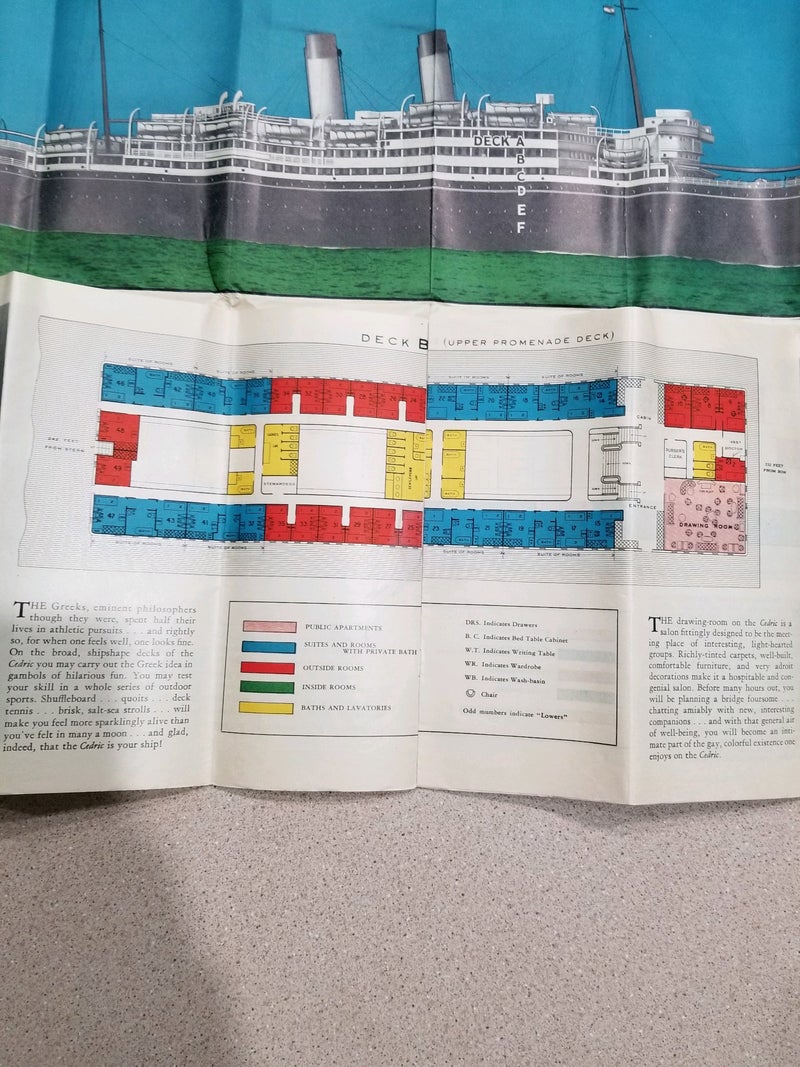 DECK A
B
C
D
E
F
DECK B (UPPER PROMENADE DECK)
SUITE OF ROOMS
SUITE OF ROOMS
SUITE OF ROOMS
SUITE OF ROOMS
CABIN
48
49
STEWARDESS
PURSER'S
CLERK
DOCTOR
FROM STERN
FROM BOW
ENTRANCE
DRAWING ROOM
47
43
41
SUITE OF ROOMS
SUITE OF ROOMS
SUITE OF ROOMS
SUITE OF ROOMS
THE Greeks, eminent philosophers
though they were, spent half their
lives in athletic pursuits . . . and rightly
so, for when one feels well, one looks fine.
On the broad, shipshape decks of the
Cedric you may carry out the Greek idea in
gambols of hilarious fun. You may test
your skill in a whole series of outdoor
sports. Shuffleboard . . . quoits . . . deck
tennis . . . brisk, salt-sea strolls . . . will
make you feel more sparklingly alive than
you've felt in many a moon . . . and glad,
indeed, that the Cedric is your ship!
PUBLIC APARTMENTS
SUITES AND ROOMS
WITH PRIVATE BATH
OUTSIDE ROOMS
INSIDE ROOMS
BATHS AND LAVATORIES
DRS. Indicates Drawers
B. C. Indicates Bed Table Cabinet
W.T. Indicates Writing Table
WR. Indicates Wardrobe
WB. Indicates Wash-basin
Chair
Odd numbers indicate "Lowers"
THE drawing-room on the Cedric is a
salon fittingly designed to be the meet-
ing place of interesting, light-hearted
groups. Richly-tinted carpets, well-built,
comfortable furniture, and very adroit
decorations make it a hospitable and con-
genial salon. Before many hours out, you
will be planning a bridge foursome . . .
chatting amiably with new, interesting
companions . . . and with that general air
of well-being, you will become an inti-
mate part of the gay, colorful existence one
enjoys on the Cedric.